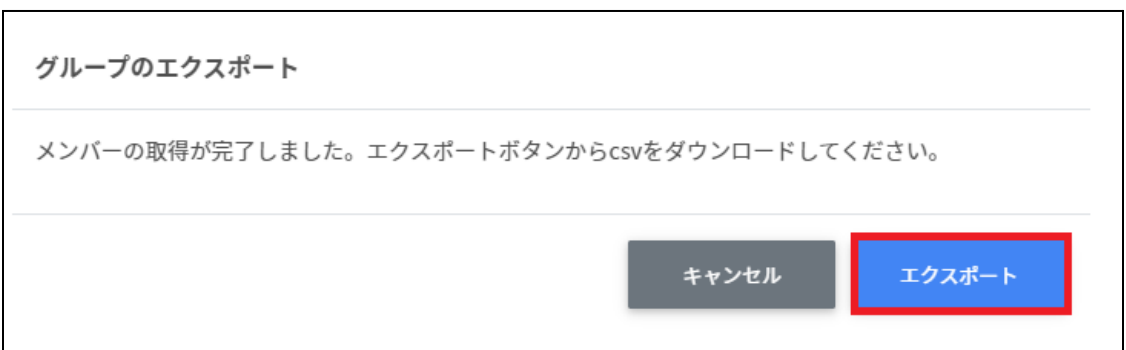 グループのエクスポート
メンバーの取得が完了しました。エクスポートボタンからcsvをダウンロードしてください。
キャンセル
エクスポート